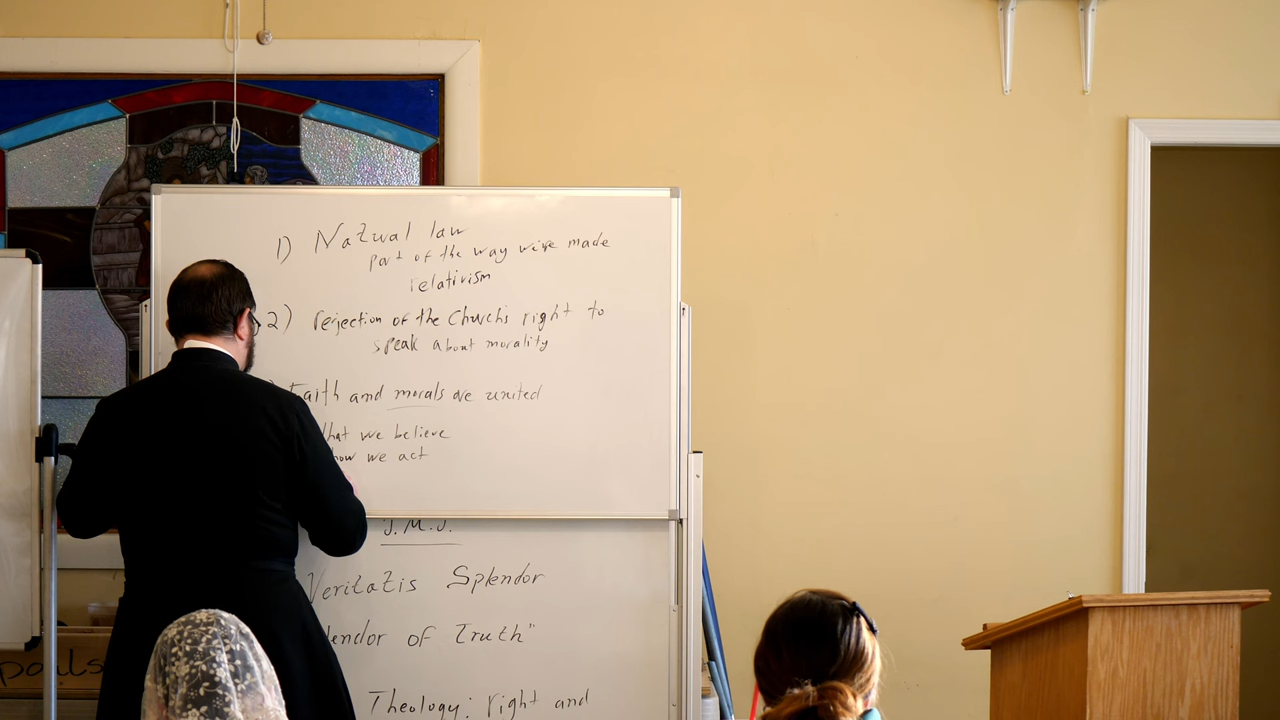 1) Natural law
part of the way we're made
relativism
2) rejection of the Church's right to
speak about morality
Faith and morals are united
that we believe
how we act
J.M.J.
Veritatis Splendor
lendor of Truth"
Theology: right and
pals